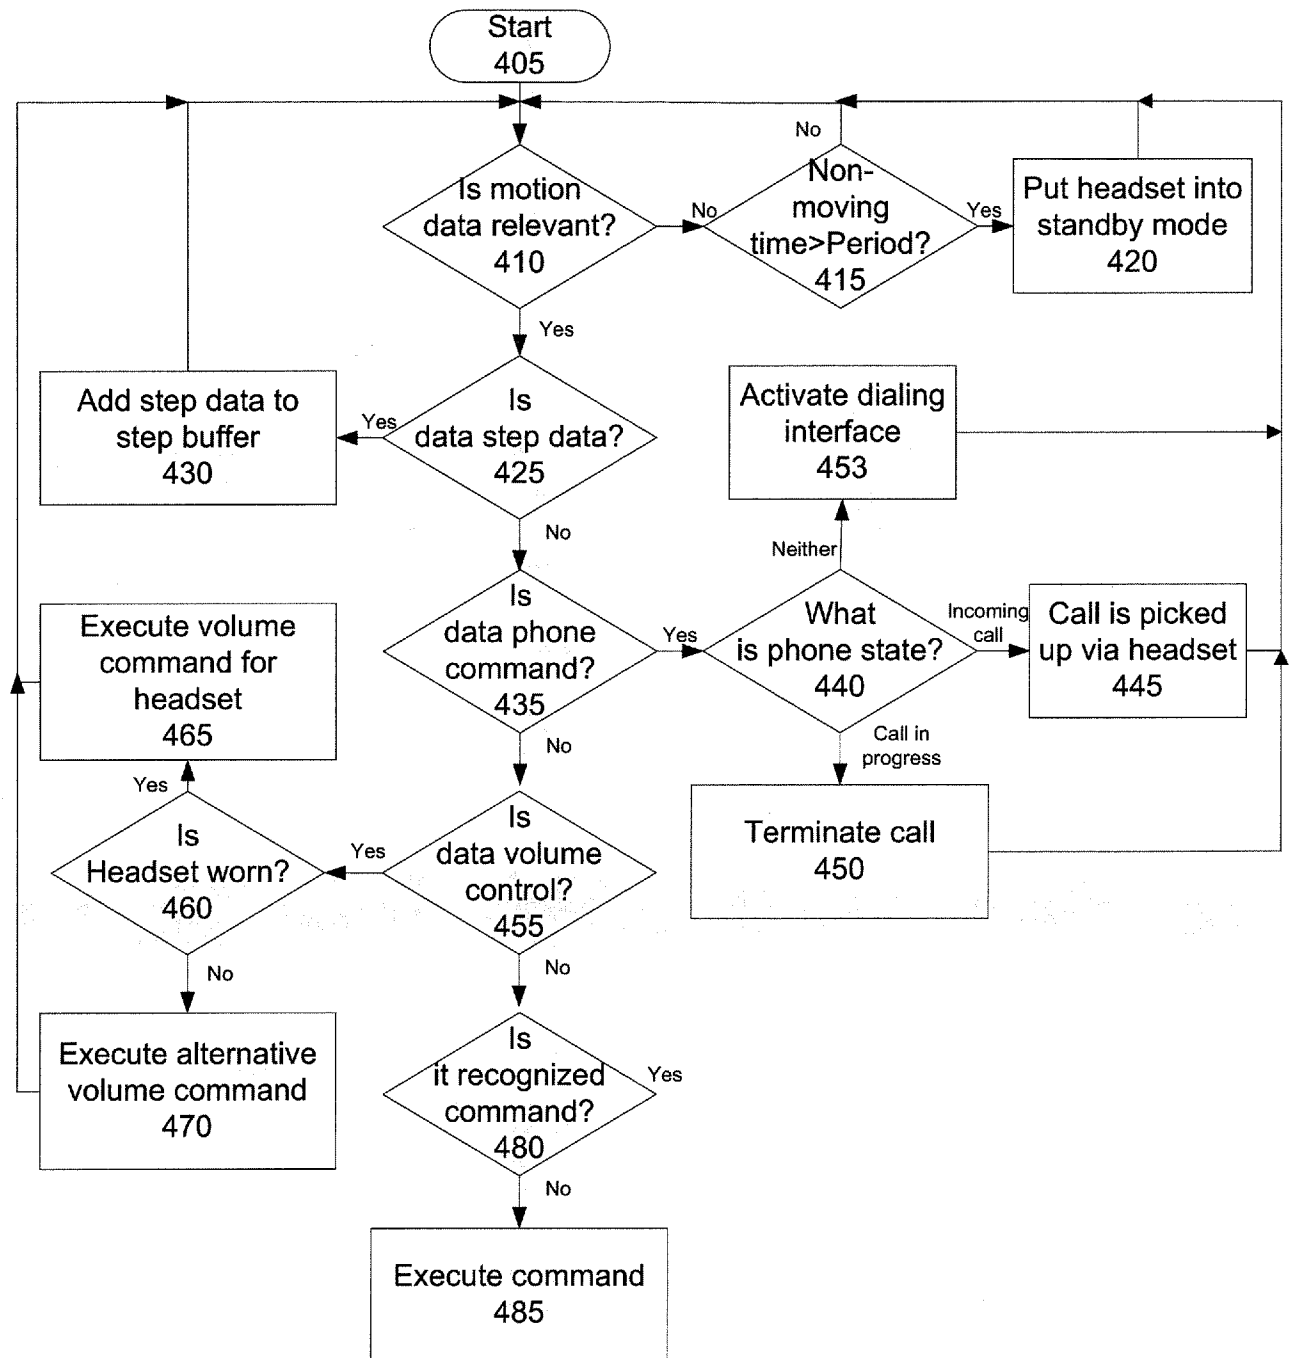 Start
405
Is motion
data relevant?
410
No
Non-
moving
time>Period?
415
No
Yes
Put headset into
standby mode
420
Yes
Is
data step data?
425
Yes
Add step data to
step buffer
430
No
Is
data phone
command?
435
Yes
What
is phone state?
440
Neither
Activate dialing
interface
453
Incoming
call
Call is picked
up via headset
445
Call in
progress
Terminate call
450
No
Is
data volume
control?
455
Yes
Is
Headset worn?
460
Yes
Execute volume
command for
headset
465
No
Execute alternative
volume command
470
No
Is
it recognized
command?
480
Yes
No
Execute command
485